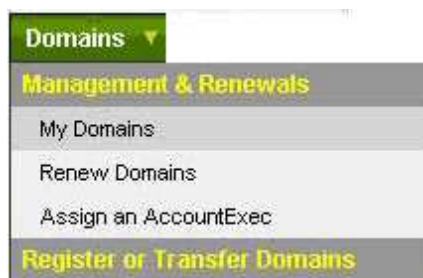 Domains
Management & Renewals
My Domains
Renew Domains
Assign an AccountExec
Register or Transfer Domains